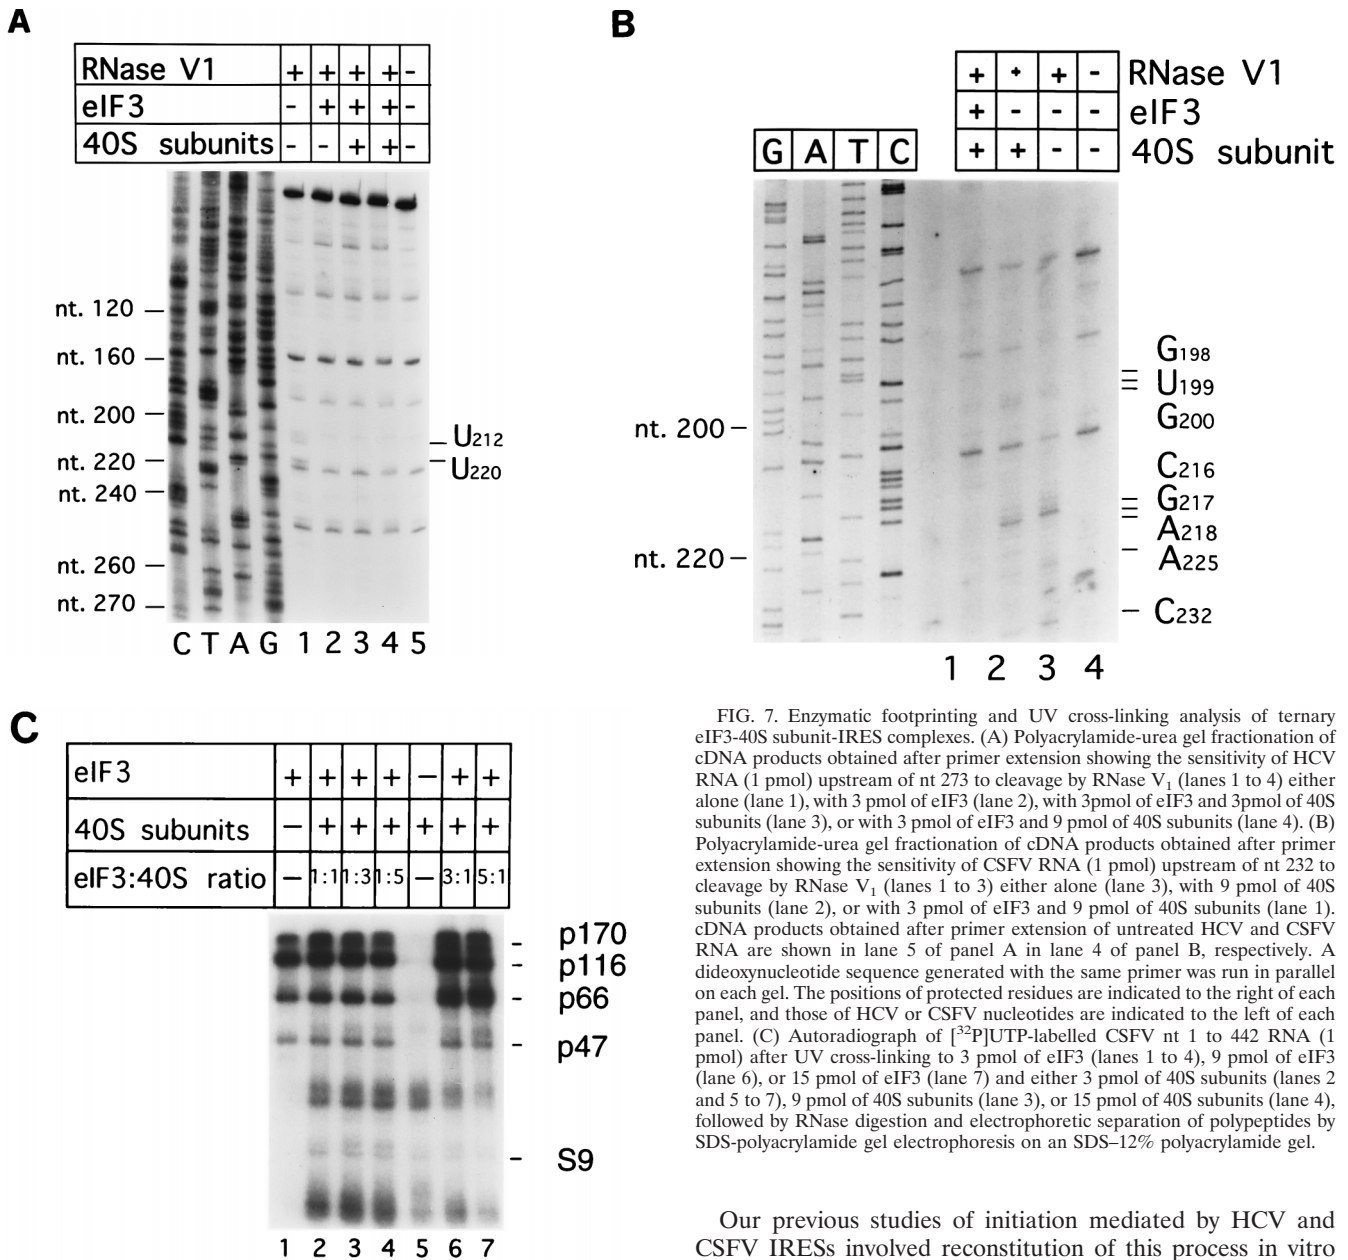 A
RNase V1 + + + + -
eIF3 - + + + -
40S subunits - - + + -
nt. 120
nt. 160
nt. 200
nt. 220
nt. 240
nt. 260
nt. 270
U212
U220
C T A G 1 2 3 4 5
B
+ + + - RNase V1
+ - - - eIF3
+ + - - 40S subunit
G A T C
nt. 200
nt. 220
G198
U199
G200
C216
G217
A218
A225
C232
1 2 3 4
C
eIF3 + + + + − + +
40S subunits − + + + + + +
eIF3:40S ratio − 1:1 1:3 1:5 − 3:1 5:1
p170
p116
p66
p47
S9
1 2 3 4 5 6 7
FIG. 7. Enzymatic footprinting and UV cross-linking analysis of ternary
eIF3-40S subunit-IRES complexes. (A) Polyacrylamide-urea gel fractionation of
cDNA products obtained after primer extension showing the sensitivity of HCV
RNA (1 pmol) upstream of nt 273 to cleavage by RNase V1 (lanes 1 to 4) either
alone (lane 1), with 3 pmol of eIF3 (lane 2), with 3pmol of eIF3 and 3pmol of 40S
subunits (lane 3), or with 3 pmol of eIF3 and 9 pmol of 40S subunits (lane 4). (B)
Polyacrylamide-urea gel fractionation of cDNA products obtained after primer
extension showing the sensitivity of CSFV RNA (1 pmol) upstream of nt 232 to
cleavage by RNase V1 (lanes 1 to 3) either alone (lane 3), with 9 pmol of 40S
subunits (lane 2), or with 3 pmol of eIF3 and 9 pmol of 40S subunits (lane 1).
cDNA products obtained after primer extension of untreated HCV and CSFV
RNA are shown in lane 5 of panel A in lane 4 of panel B, respectively. A
dideoxynucleotide sequence generated with the same primer was run in parallel
on each gel. The positions of protected residues are indicated to the right of each
panel, and those of HCV or CSFV nucleotides are indicated to the left of each
panel. (C) Autoradiograph of [32P]UTP-labelled CSFV nt 1 to 442 RNA (1
pmol) after UV cross-linking to 3 pmol of eIF3 (lanes 1 to 4), 9 pmol of eIF3
(lane 6), or 15 pmol of eIF3 (lane 7) and either 3 pmol of 40S subunits (lanes 2
and 5 to 7), 9 pmol of 40S subunits (lane 3), or 15 pmol of 40S subunits (lane 4),
followed by RNase digestion and electrophoretic separation of polypeptides by
SDS-polyacrylamide gel electrophoresis on an SDS–12% polyacrylamide gel.
Our previous studies of initiation mediated by HCV and
CSFV IRESs involved reconstitution of this process in vitro